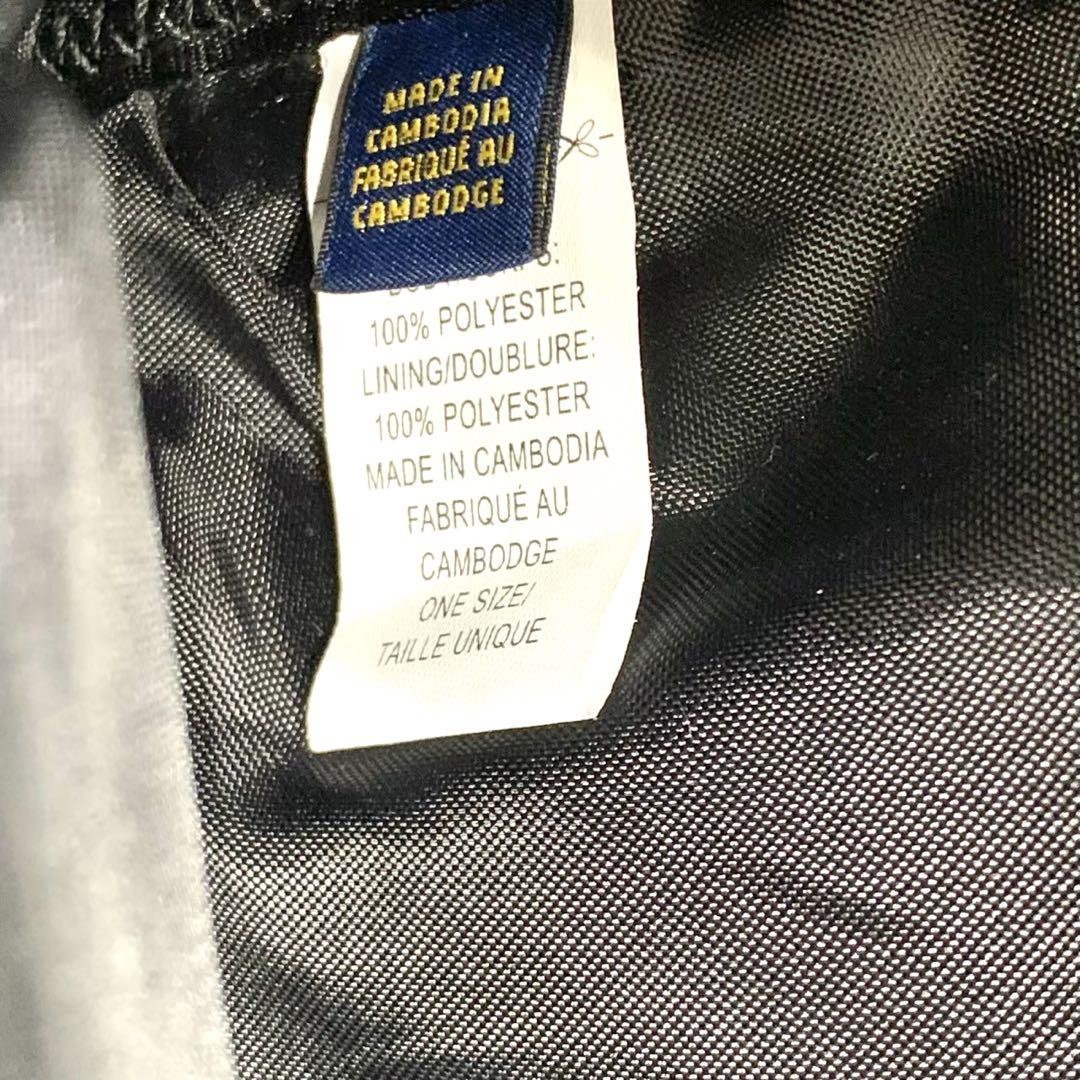 MADE IN
CAMBODIA
FABRIQUÉ AU
CAMBODGE
100% POLYESTER
LINING/DOUBLURE:
100% POLYESTER
MADE IN CAMBODIA
FABRIQUÉ AU
CAMBODGE
ONE SIZE/
TAILLE UNIQUE